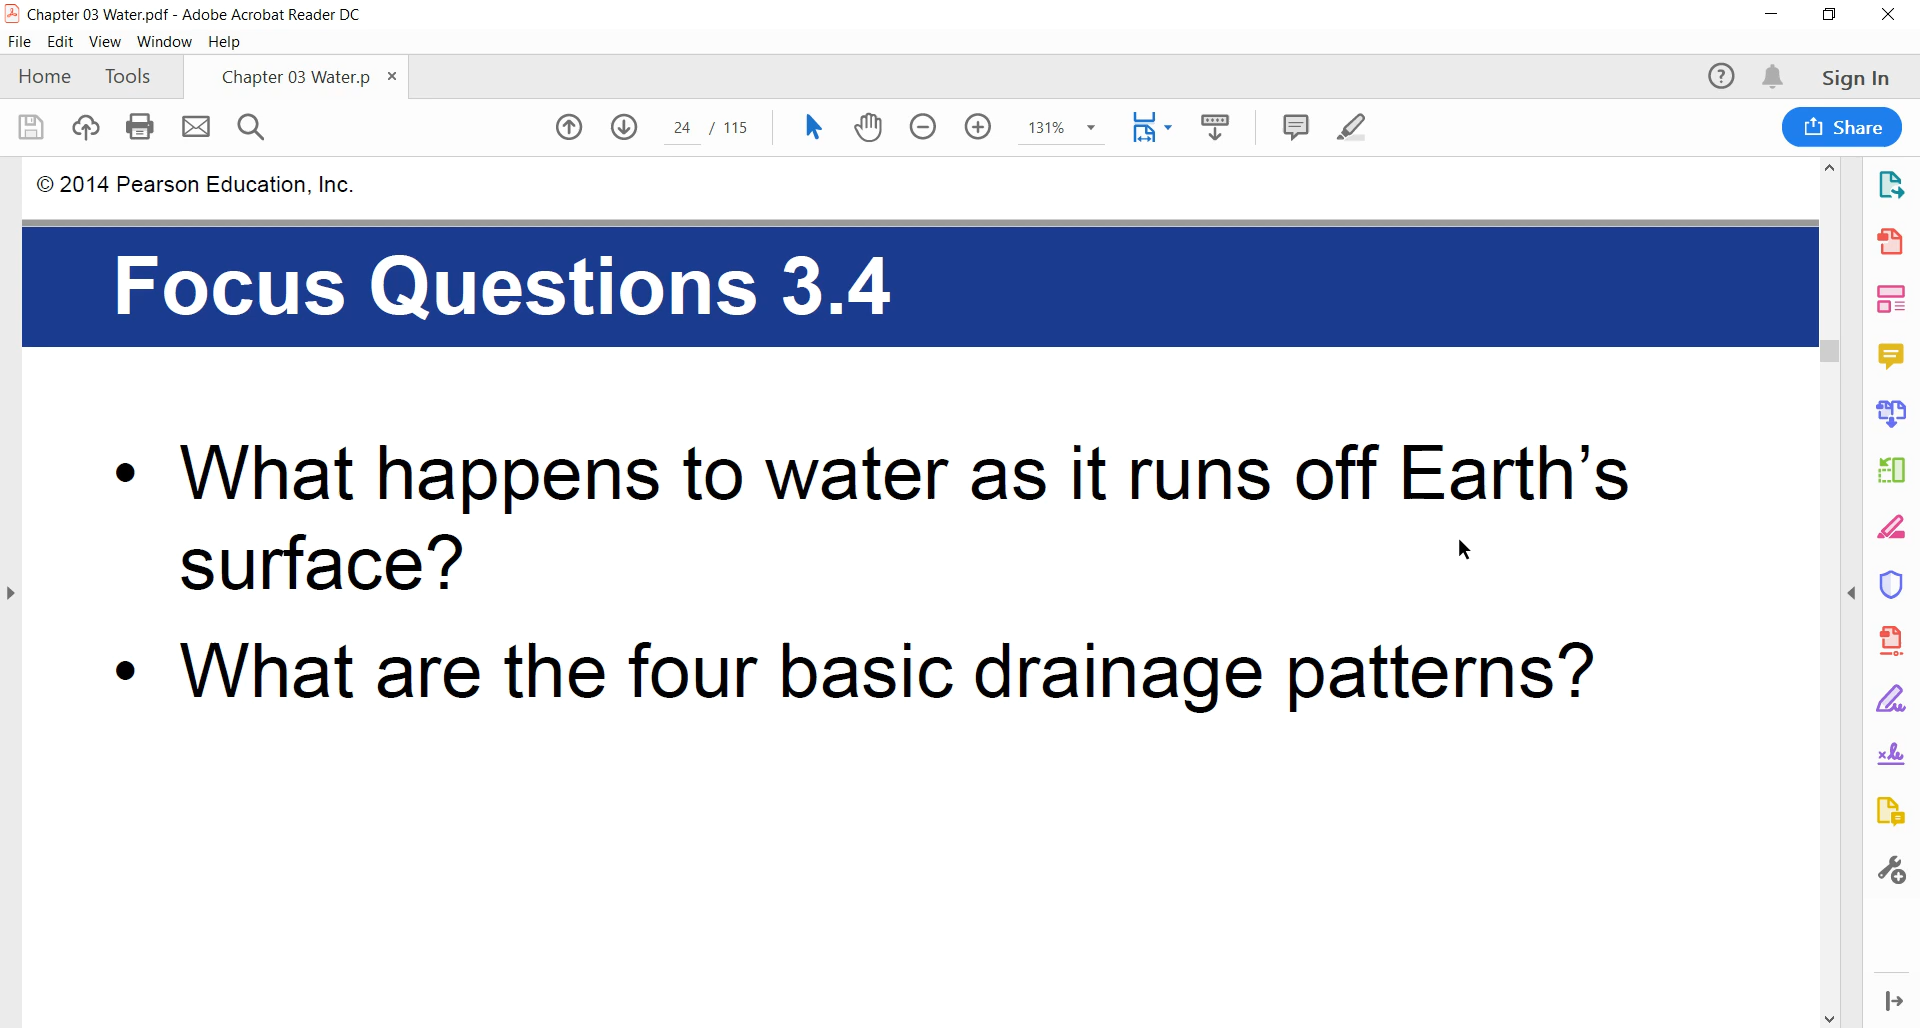 Chapter 03 Water.pdf - Adobe Acrobat Reader DC
File Edit View Window Help
Home Tools Chapter 03 Water.p × Sign In
24 / 115 131% Share
© 2014 Pearson Education, Inc.
Focus Questions 3.4
• What happens to water as it runs off Earth’s
surface?
• What are the four basic drainage patterns?